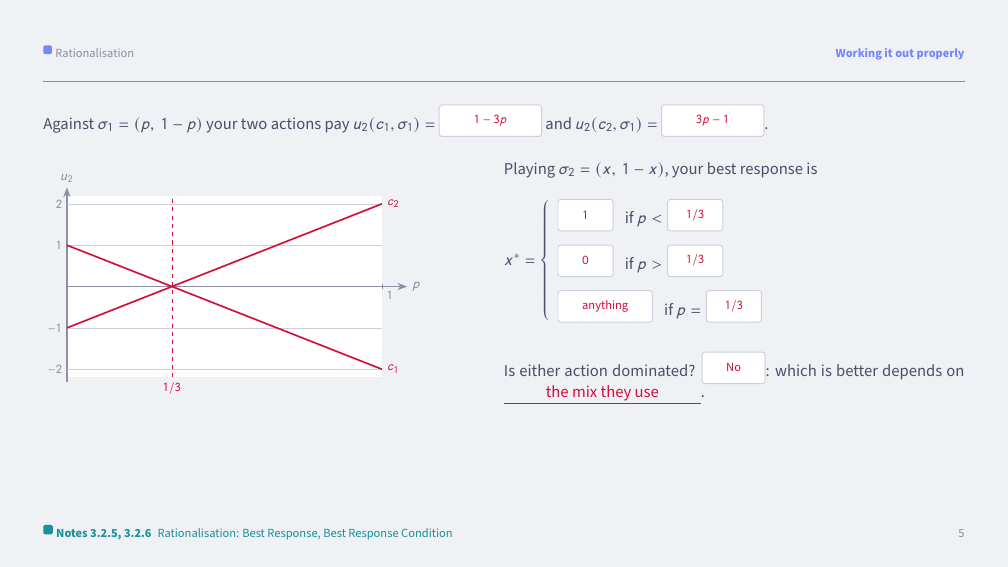 Rationalisation
Working it out properly
Against σ₁ = (p, 1 − p) your two actions pay u₂(c₁, σ₁) = 1 − 3p and u₂(c₂, σ₁) = 3p − 1.
Playing σ₂ = (x, 1 − x), your best response is
u₂
2
1
−1
−2
c₂
c₁
p
1
1/3
x* = {
1 if p < 1/3
0 if p > 1/3
anything if p = 1/3
Is either action dominated? No : which is better depends on
the mix they use.
Notes 3.2.5, 3.2.6 Rationalisation: Best Response, Best Response Condition
5